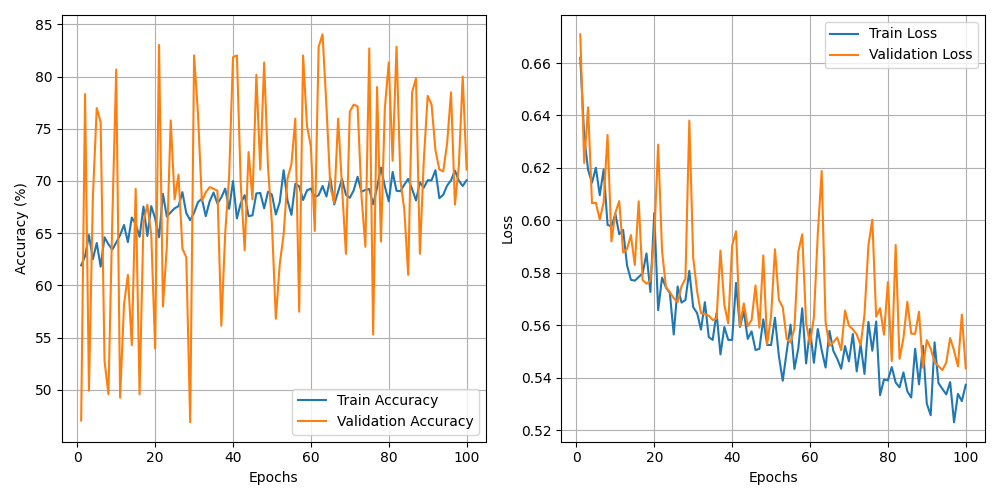 85
80
75
70
65
60
55
50
Accuracy (%)
0 20 40 60 80 100
Epochs
Train Accuracy
Validation Accuracy
0.66
0.64
0.62
0.60
0.58
0.56
0.54
0.52
Loss
0 20 40 60 80 100
Epochs
Train Loss
Validation Loss